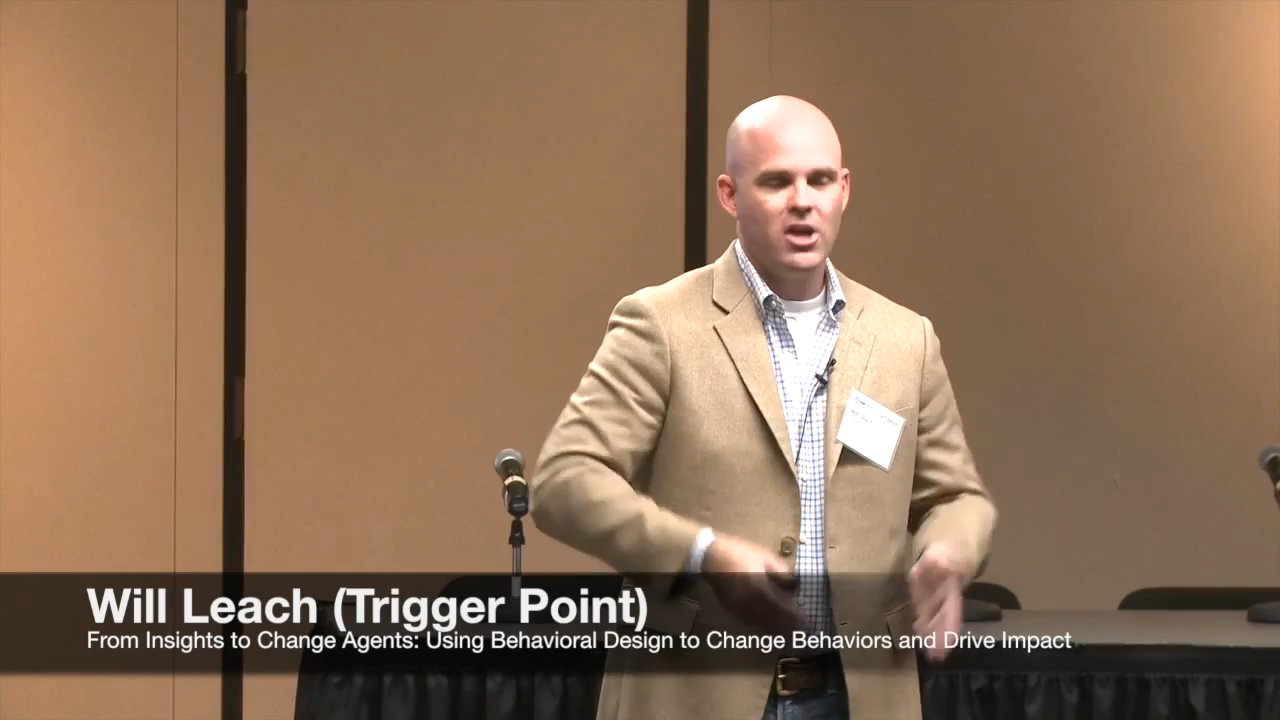 Will Leach (Trigger Point)
From Insights to Change Agents: Using Behavioral Design to Change Behaviors and Drive Impact